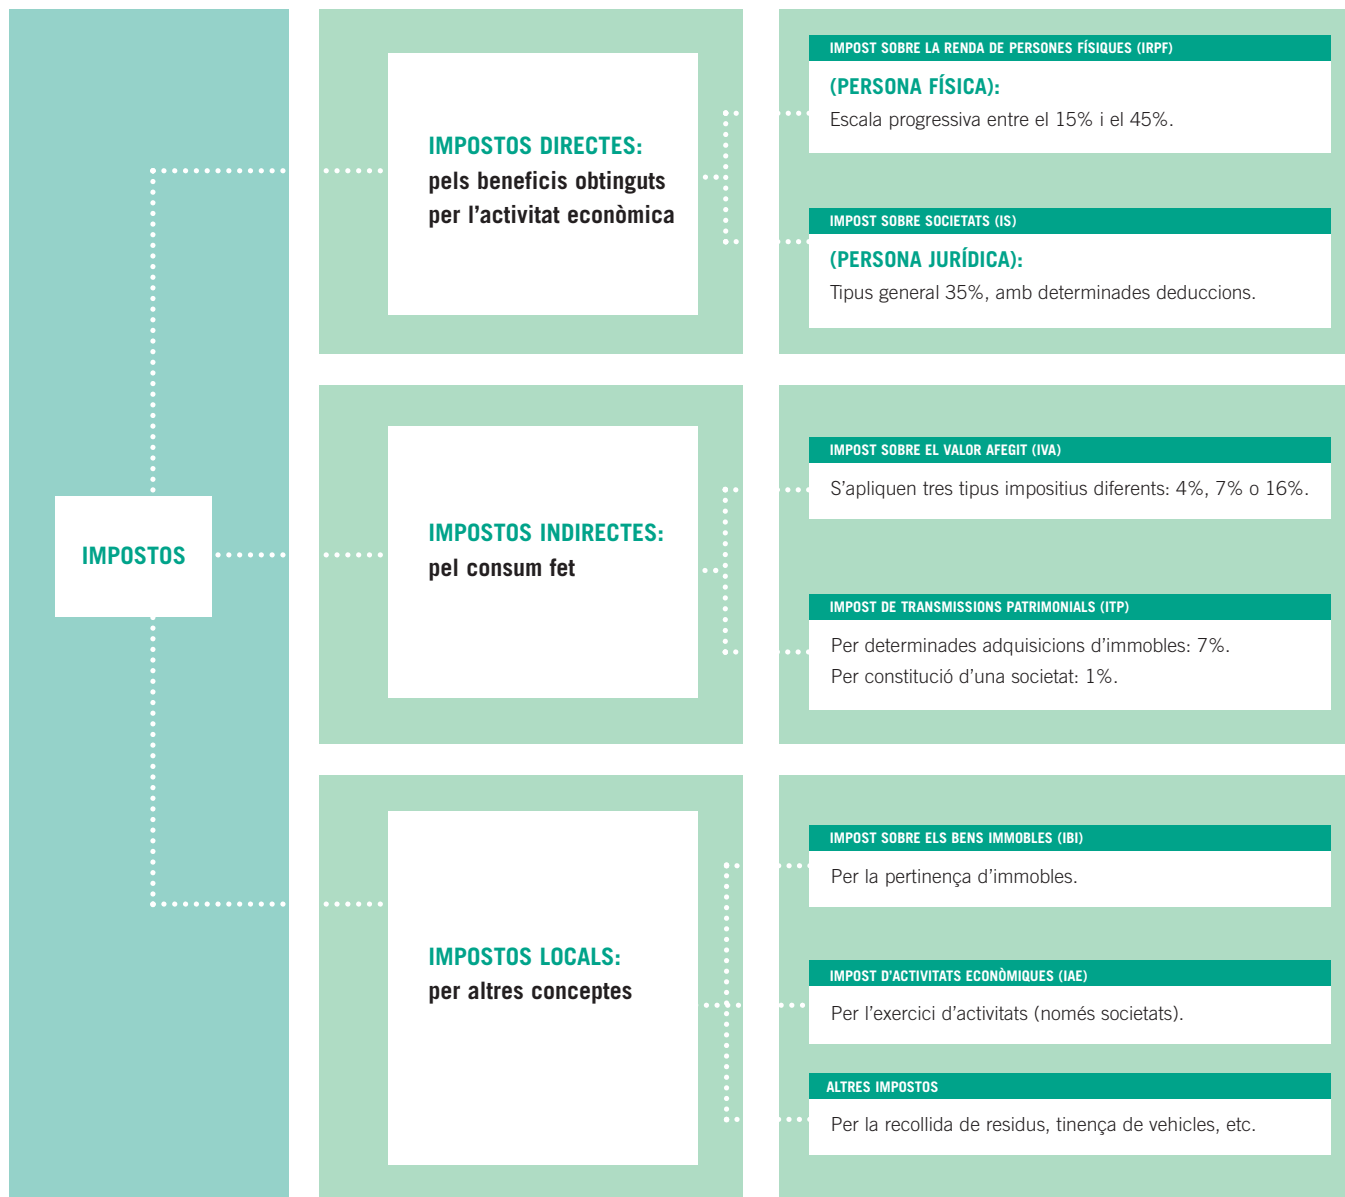 IMPOSTOS
IMPOSTOS DIRECTES:
pels beneficis obtinguts
per l’activitat econòmica
IMPOST SOBRE LA RENDA DE PERSONES FÍSIQUES (IRPF)
(PERSONA FÍSICA):
Escala progressiva entre el 15% i el 45%.
IMPOST SOBRE SOCIETATS (IS)
(PERSONA JURÍDICA):
Tipus general 35%, amb determinades deduccions.
IMPOSTOS INDIRECTES:
pel consum fet
IMPOST SOBRE EL VALOR AFEGIT (IVA)
S’apliquen tres tipus impositius diferents: 4%, 7% o 16%.
IMPOST DE TRANSMISSIONS PATRIMONIALS (ITP)
Per determinades adquisicions d’immobles: 7%.
Per constitució d’una societat: 1%.
IMPOSTOS LOCALS:
per altres conceptes
IMPOST SOBRE ELS BENS IMMOBLES (IBI)
Per la pertinença d’immobles.
IMPOST D’ACTIVITATS ECONÒMIQUES (IAE)
Per l’exercici d’activitats (només societats).
ALTRES IMPOSTOS
Per la recollida de residus, tinença de vehicles, etc.